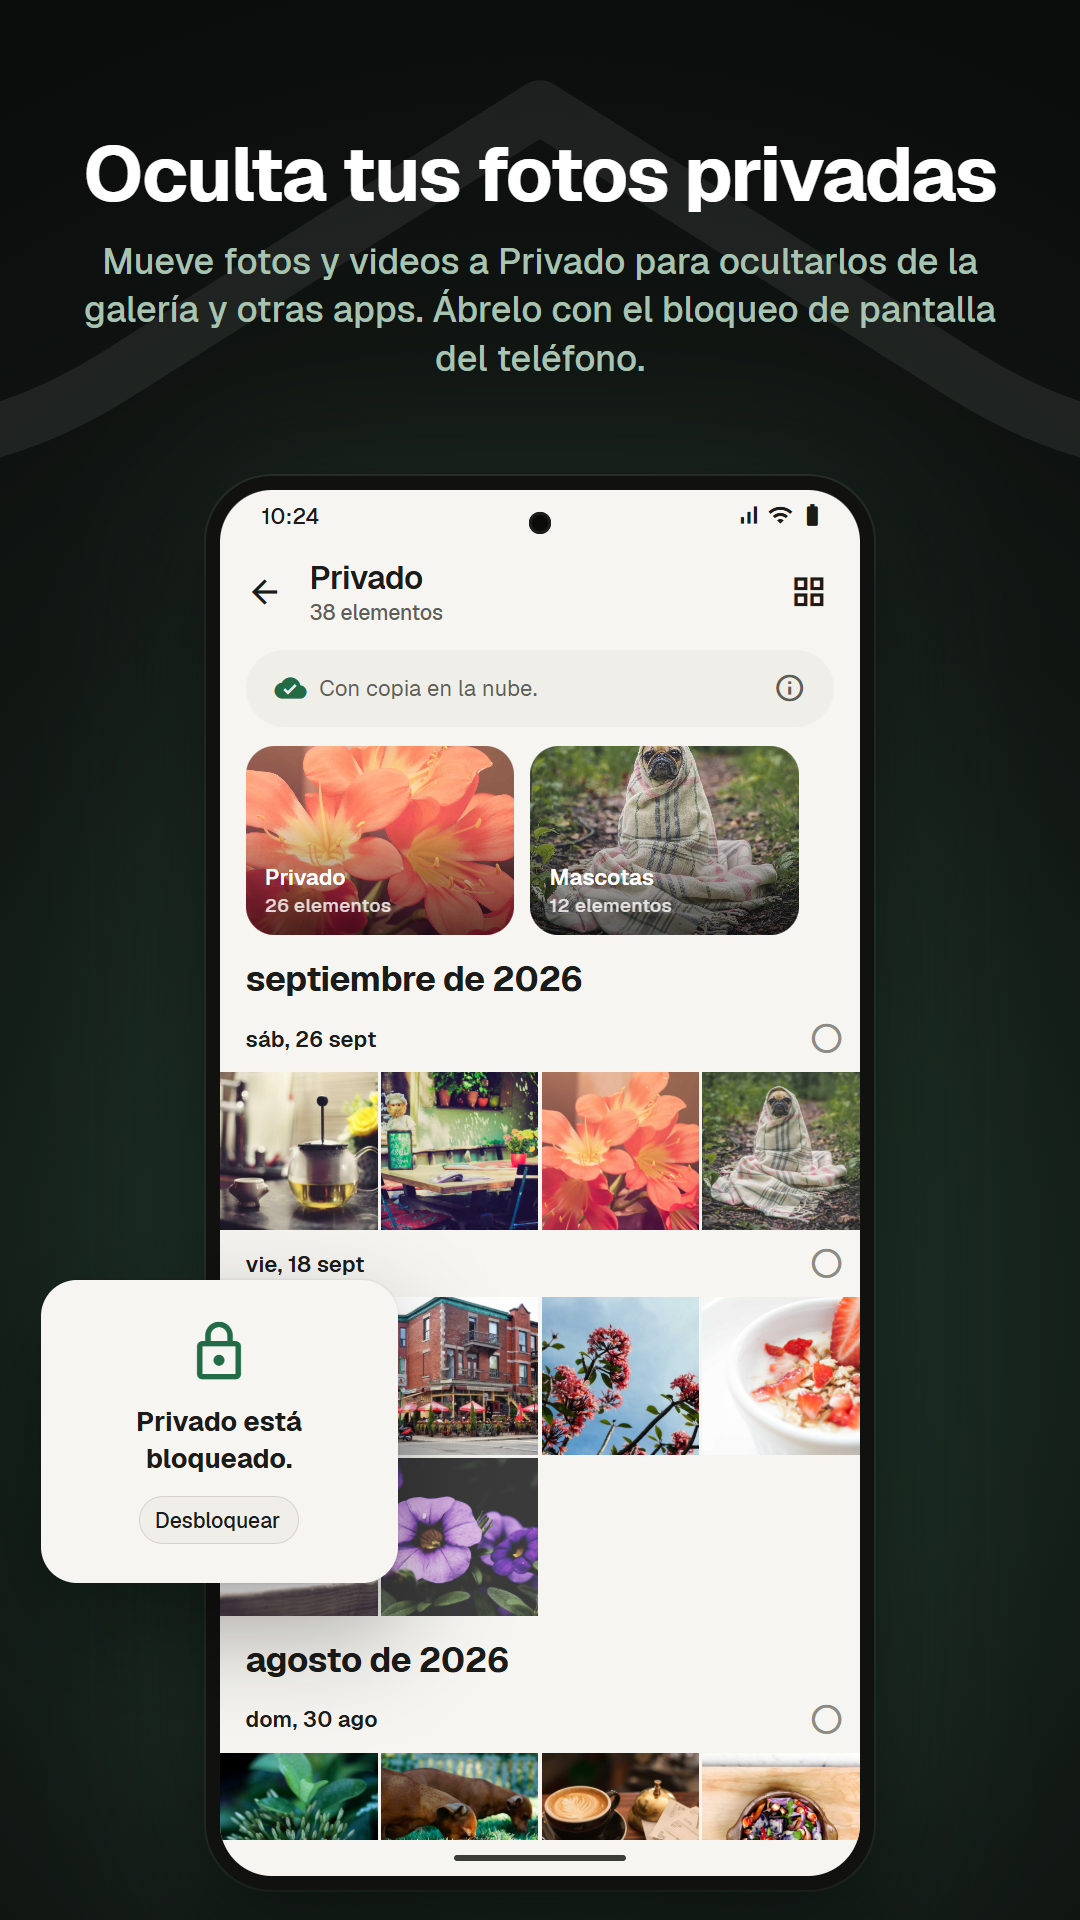 Oculta tus fotos privadas
Mueve fotos y videos a Privado para ocultarlos de la
galería y otras apps. Ábrelo con el bloqueo de pantalla
del teléfono.
10:24
Privado
38 elementos
Con copia en la nube.
Privado
26 elementos
Mascotas
12 elementos
septiembre de 2026
sáb, 26 sept
vie, 18 sept
Privado está
bloqueado.
Desbloquear
agosto de 2026
dom, 30 ago